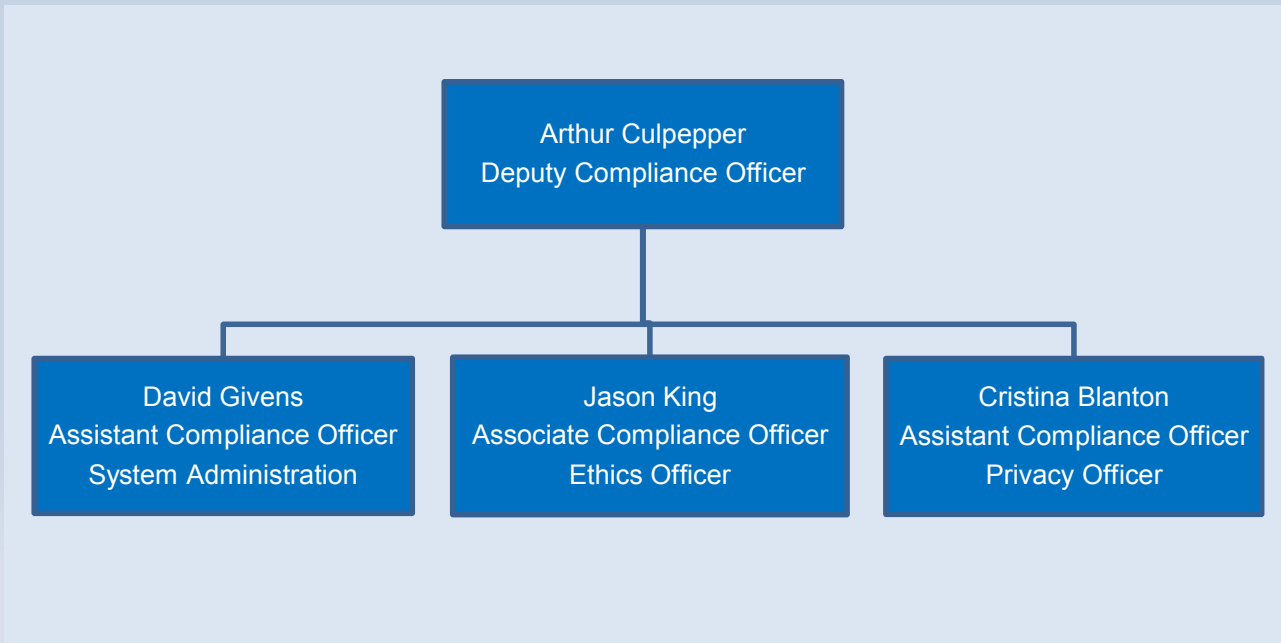 Arthur Culpepper
Deputy Compliance Officer
David Givens
Assistant Compliance Officer
System Administration
Jason King
Associate Compliance Officer
Ethics Officer
Cristina Blanton
Assistant Compliance Officer
Privacy Officer